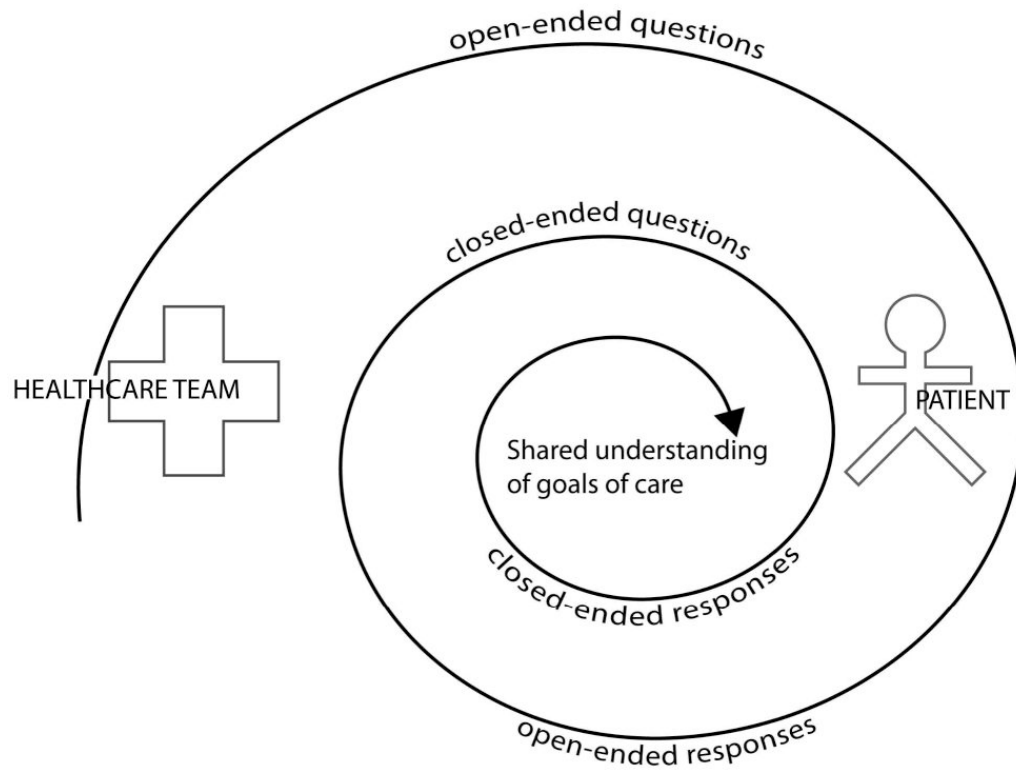 open-ended questions
closed-ended questions
HEALTHCARE TEAM
PATIENT
Shared understanding
of goals of care
closed-ended responses
open-ended responses